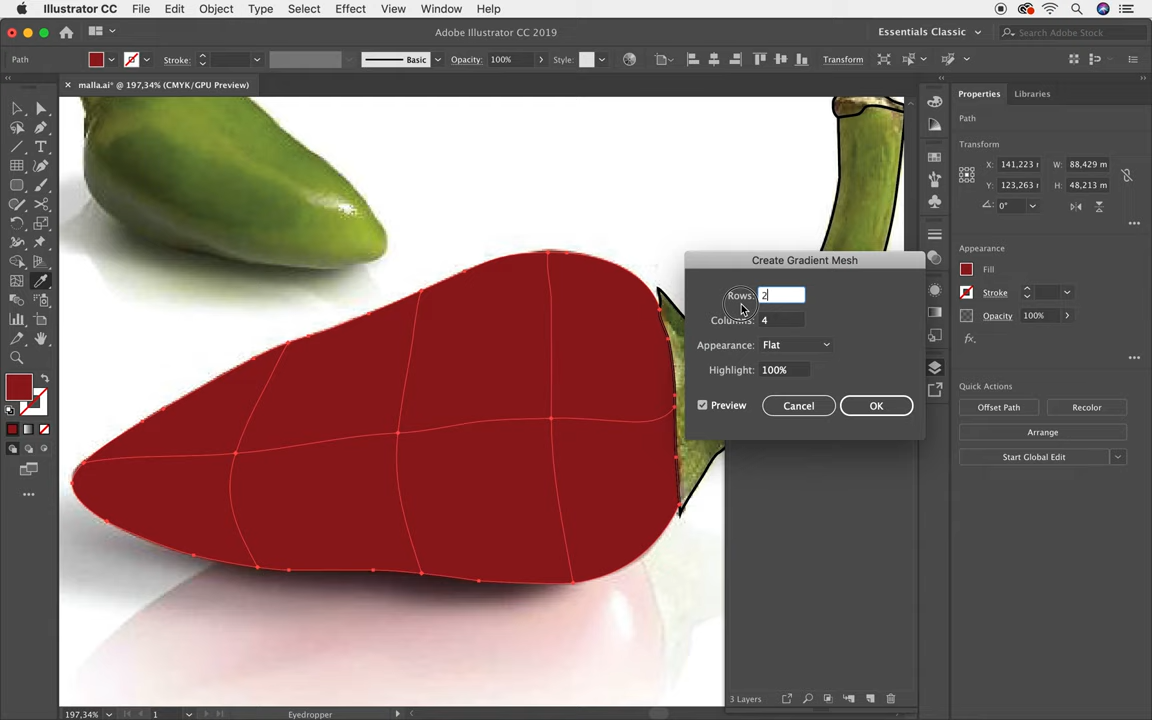 Illustrator CC File Edit Object Type Select Effect View Window Help
Adobe Illustrator CC 2019
Essentials Classic
Search Adobe Stock
Path Stroke: Basic Opacity: 100% Style: Transform
× malla.ai* @ 197,34% (CMYK/GPU Preview)
Properties Libraries
Path
Transform
X: 141,223 W: 88,429 m
Y: 123,263 H: 48,213 m
0°
Appearance
Fill
Stroke
Opacity 100%
fx.
Quick Actions
Offset Path Recolor
Arrange
Start Global Edit
Create Gradient Mesh
Rows: 2
Columns: 4
Appearance: Flat
Highlight: 100%
Preview Cancel OK
3 Layers
197,34% 1 Eyedropper